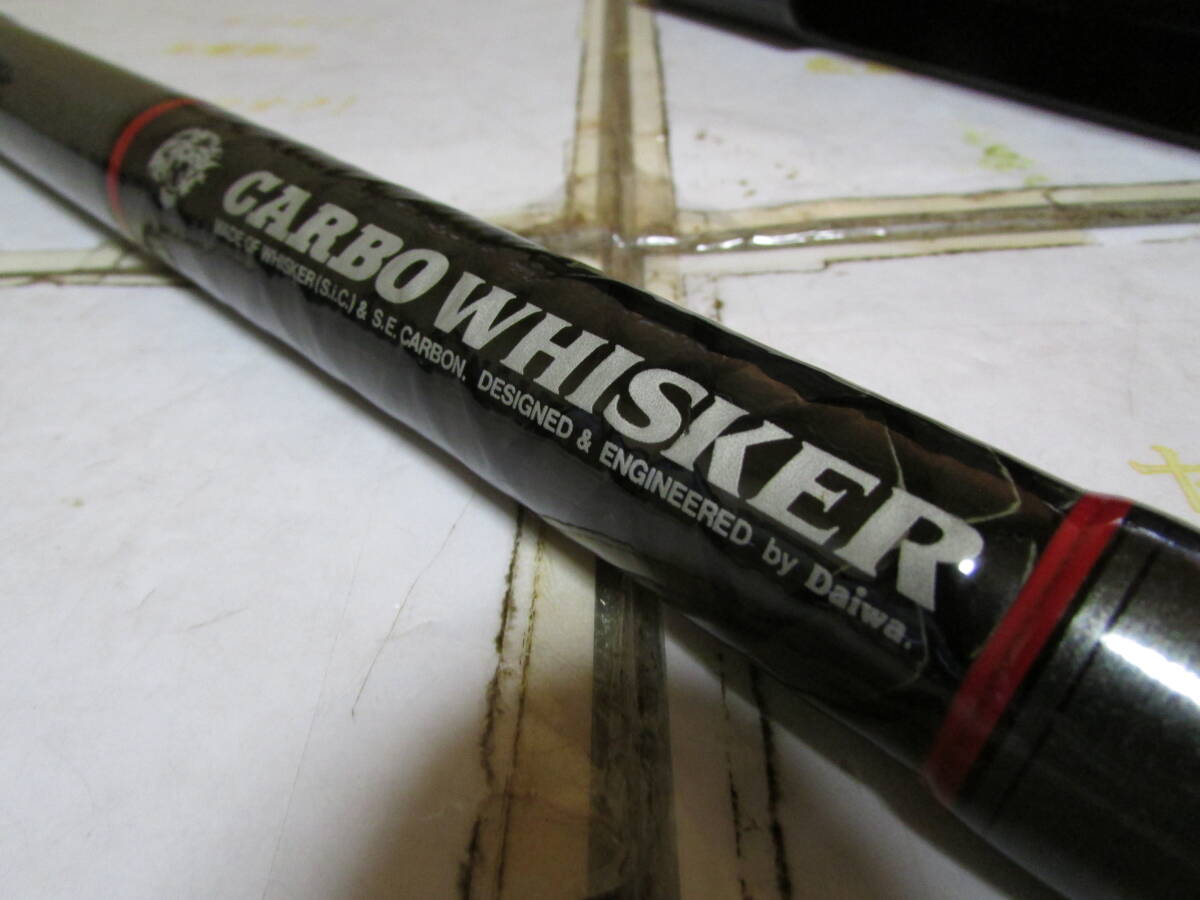 CARBO WHISKER
MADE OF WHISKER (S.i.C.) & S.E. CARBON. DESIGNED & ENGINEERED by Daiwa.